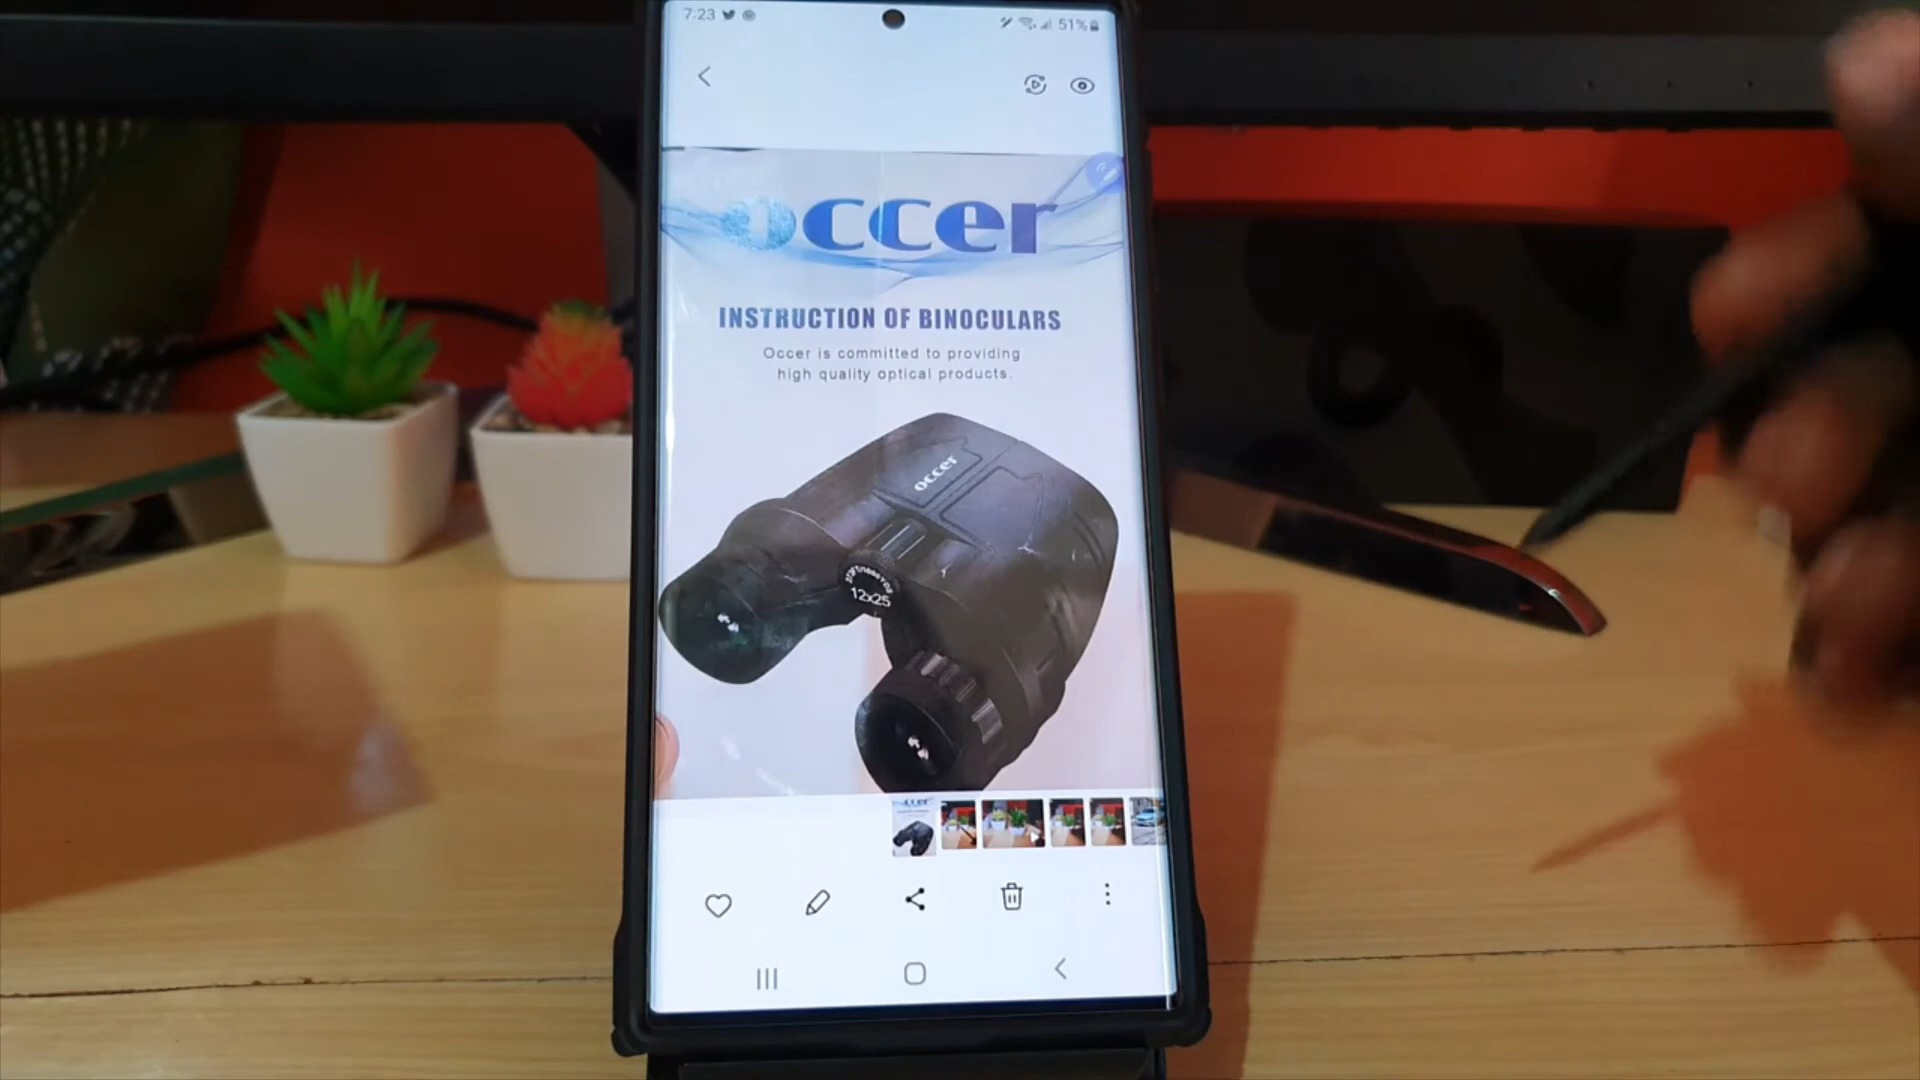 7:23
51%
occer
INSTRUCTION OF BINOCULARS
Occer is committed to providing
high quality optical products.
occer
12x25